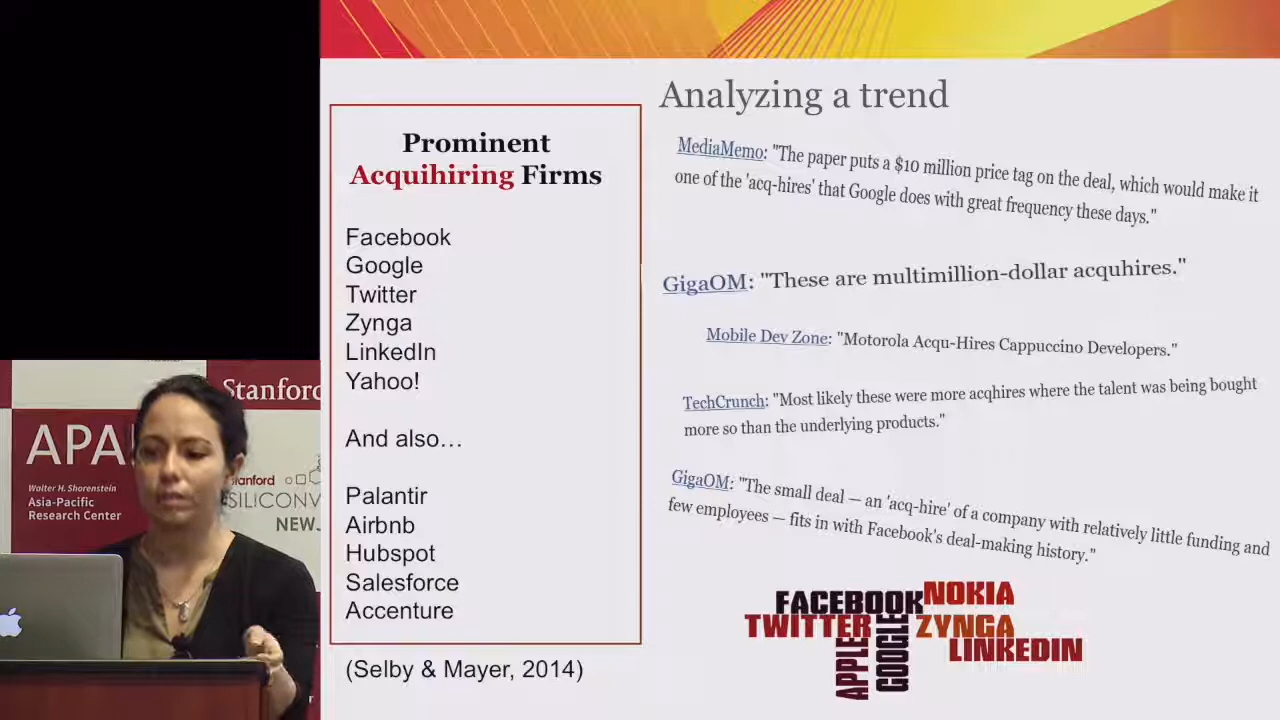 Analyzing a trend
Prominent
Acquihiring Firms
Facebook
Google
Twitter
Zynga
LinkedIn
Yahoo!
And also…
Palantir
Airbnb
Hubspot
Salesforce
Accenture
(Selby & Mayer, 2014)
MediaMemo: "The paper puts a $10 million price tag on the deal, which would make it
one of the 'acq-hires' that Google does with great frequency these days."
GigaOM: "These are multimillion-dollar acquhires."
Mobile Dev Zone: "Motorola Acqu-Hires Cappuccino Developers."
TechCrunch: "Most likely these were more acqhires where the talent was being bought
more so than the underlying products."
GigaOM: "The small deal — an 'acq-hire' of a company with relatively little funding and
few employees — fits in with Facebook's deal-making history."
FACEBOOK
NOKIA
TWITTER
ZYNGA
LINKEDIN
APPLE
GOOGLE
Stanford
APA
Walter H. Shorenstein
Asia-Pacific
Research Center
tanford
SILICON V
NEW